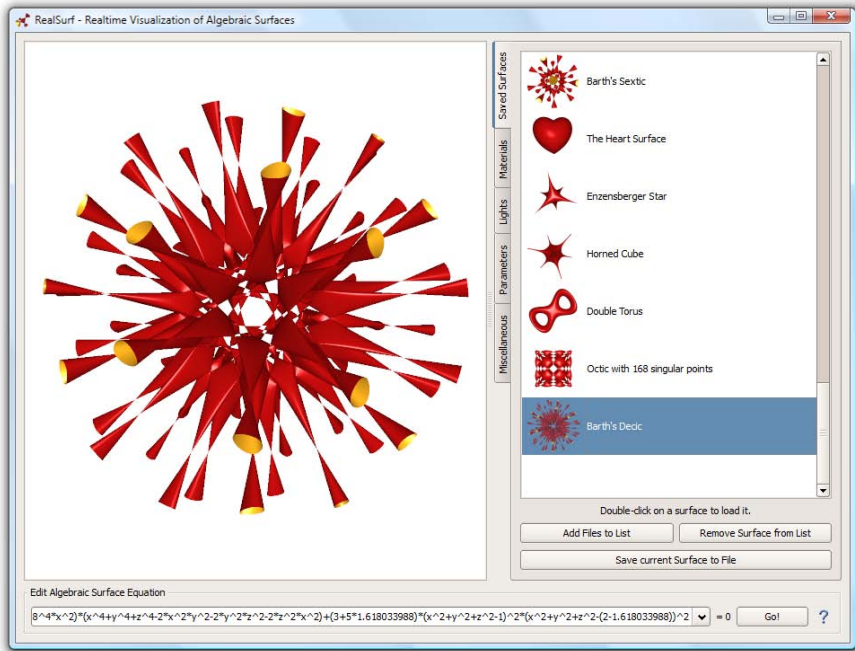 RealSurf - Realtime Visualization of Algebraic Surfaces
Saved Surfaces
Materials
Lights
Parameters
Miscellaneous
Barth's Sextic
The Heart Surface
Enzensberger Star
Horned Cube
Double Torus
Octic with 168 singular points
Barth's Decic
Double-click on a surface to load it.
Add Files to List
Remove Surface from List
Save current Surface to File
Edit Algebraic Surface Equation
8^4*x^2)*(x^4+y^4+z^4-2*x^2*y^2-2*y^2*z^2-2*z^2*x^2)+(3+5*1.618033988)*(x^2+y^2+z^2-1)^2*(x^2+y^2+z^2-(2-1.618033988))^2 = 0 Go! ?